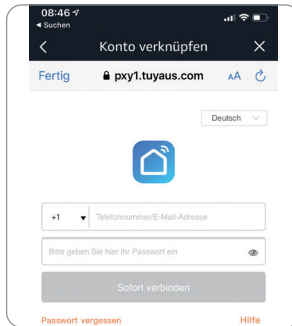 08:46
Suchen
Konto verknüpfen
Fertig pxy1.tuyaus.com AA
Deutsch
+1 Telefonnummer/E-Mail-Adresse
Bitte geben Sie hier Ihr Passwort ein
Sofort verbinden
Passwort vergessen Hilfe